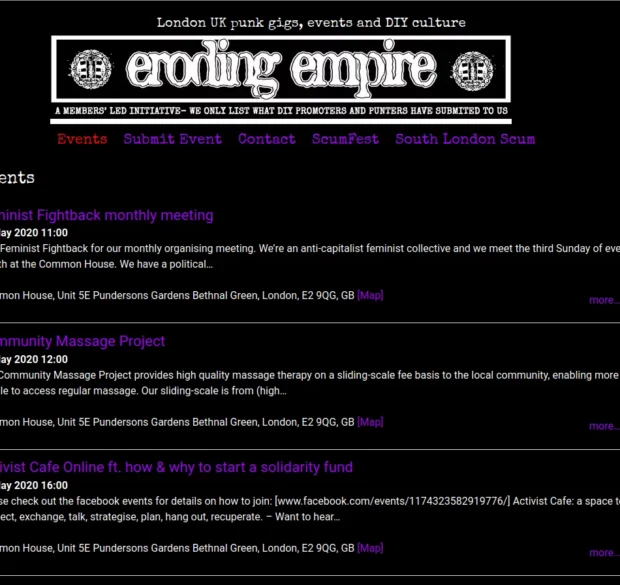 London UK punk gigs, events and DIY culture
eroding empire
A MEMBERS' LED INITIATIVE- WE ONLY LIST WHAT DIY PROMOTERS AND PUNTERS HAVE SUBMITED TO US
Events Submit Event Contact ScumFest South London Scum
ents
ninist Fightback monthly meeting
ay 2020 11:00
Feminist Fightback for our monthly organising meeting. We're an anti-capitalist feminist collective and we meet the third Sunday of eve
th at the Common House. We have a political...
mon House, Unit 5E Pundersons Gardens Bethnal Green, London, E2 9QG, GB [Map]
more...
mmunity Massage Project
ay 2020 12:00
Community Massage Project provides high quality massage therapy on a sliding-scale fee basis to the local community, enabling more
le to access regular massage. Our sliding-scale is from (high...
mon House, Unit 5E Pundersons Gardens Bethnal Green, London, E2 9QG, GB [Map]
more...
ivist Cafe Online ft. how & why to start a solidarity fund
ay 2020 16:00
se check out the facebook events for details on how to join: [www.facebook.com/events/1174323582919776/] Activist Cafe: a space to
ect, exchange, talk, strategise, plan, hang out, recuperate. – Want to hear...
mon House, Unit 5E Pundersons Gardens Bethnal Green, London, E2 9QG, GB [Map]
more...